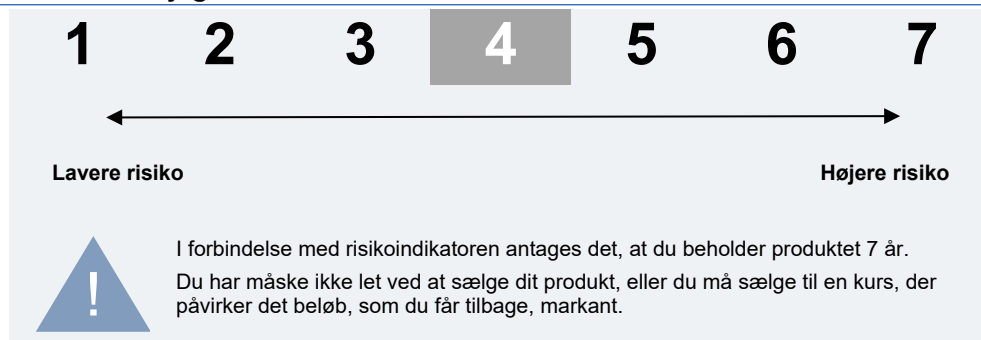 1 2 3 4 5 6 7
Lavere risiko Højere risiko
!
I forbindelse med risikoindikatoren antages det, at du beholder produktet 7 år.
Du har måske ikke let ved at sælge dit produkt, eller du må sælge til en kurs, der
påvirker det beløb, som du får tilbage, markant.